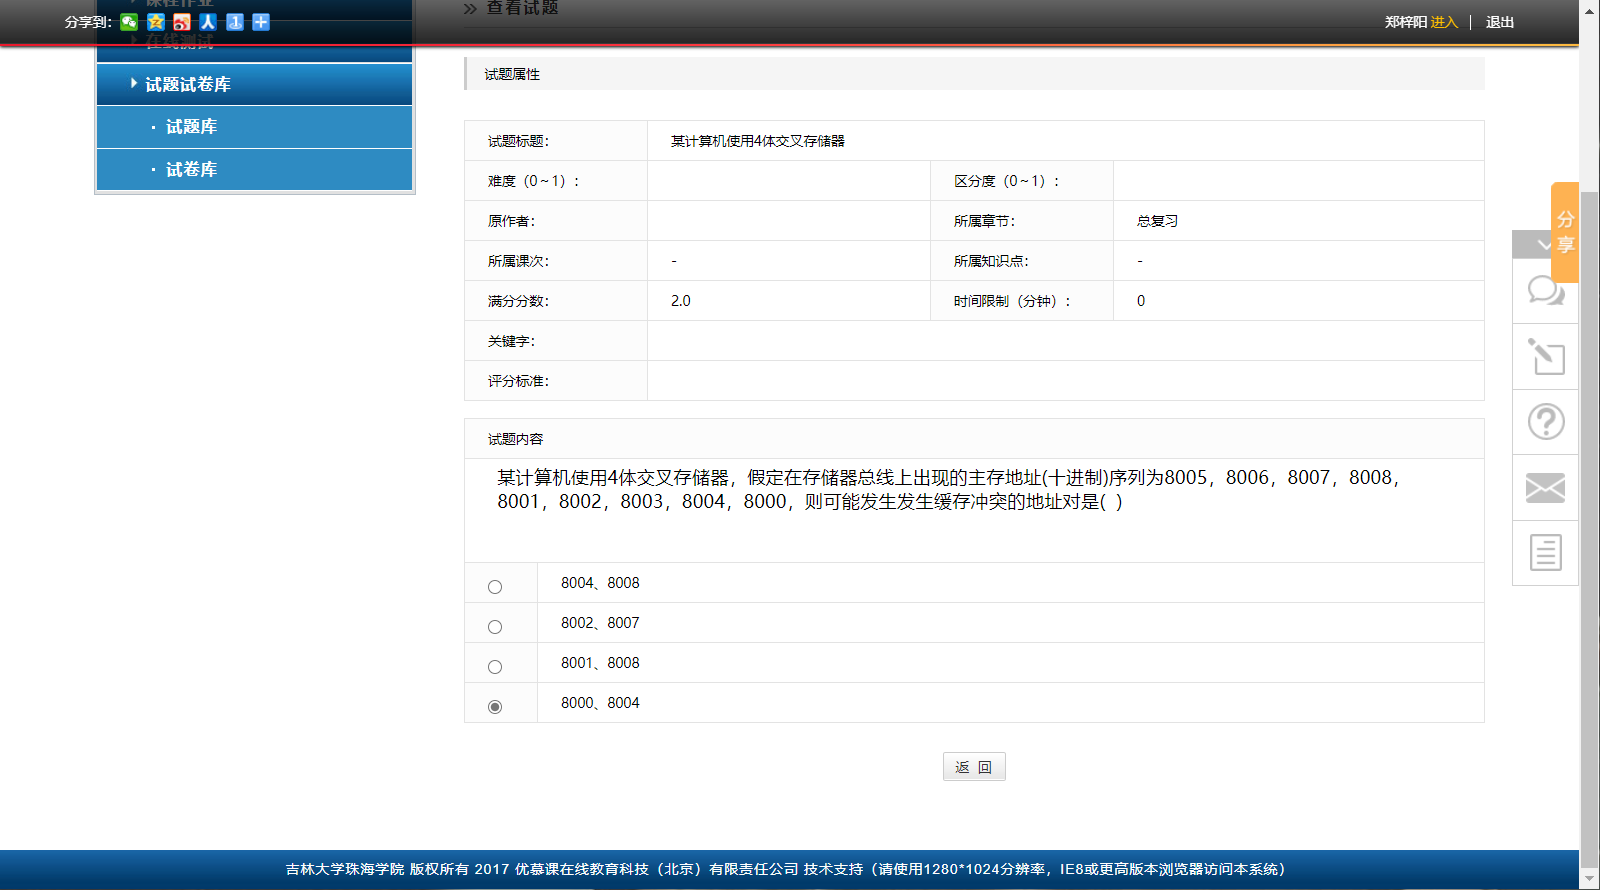 课程作业
查看试题
分享到:
郑梓阳 进入 | 退出
在线测试
试题试卷库
· 试题库
· 试卷库
试题属性
试题标题: 某计算机使用4体交叉存储器
难度（0～1）: 区分度（0～1）:
原作者: 所属章节: 总复习
所属课次: - 所属知识点: -
满分分数: 2.0 时间限制（分钟）: 0
关键字:
评分标准:
试题内容
某计算机使用4体交叉存储器，假定在存储器总线上出现的主存地址(十进制)序列为8005，8006，8007，8008，
8001，8002，8003，8004，8000，则可能发生发生缓存冲突的地址对是( )
8004、8008
8002、8007
8001、8008
8000、8004
返 回
分
享
吉林大学珠海学院 版权所有 2017 优慕课在线教育科技（北京）有限责任公司 技术支持（请使用1280*1024分辨率，IE8或更高版本浏览器访问本系统）